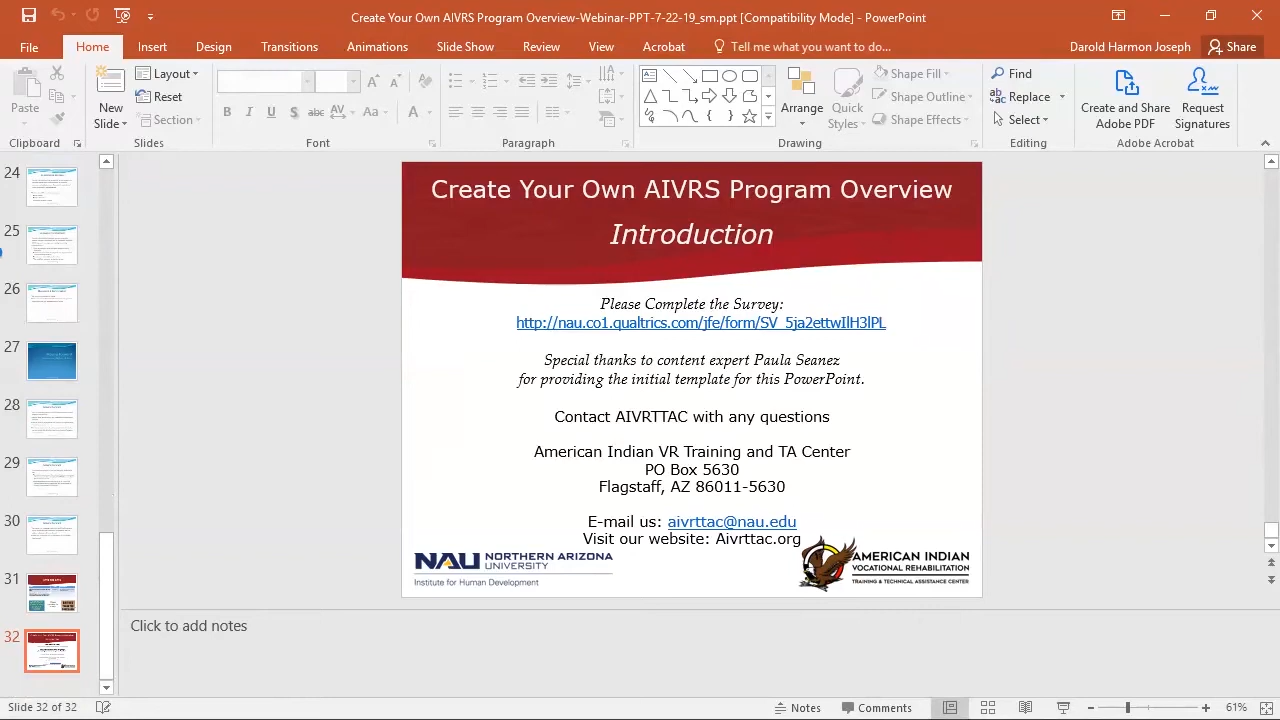 Create Your Own AIVRS Program Overview-Webinar-PPT-7-22-19_sm.ppt [Compatibility Mode] - PowerPoint
File Home Insert Design Transitions Animations Slide Show Review View Acrobat Tell me what you want to do... Darold Harmon Joseph Share
Paste
Clipboard
New Slide
Layout
Reset
Section
Slides
B I U S abc AV Aa A
Font
Paragraph
Arrange
Quick Styles
Shape Fill
Shape Outline
Shape Effects
Drawing
Find
Replace
Select
Editing
Create and Share Adobe PDF
Request Signatures
Adobe Acrobat
24
25
26
27
28
29
30
31
32
Create Your Own AIVRS Program Overview
Introduction
Please Complete the Survey:
http://nau.co1.qualtrics.com/jfe/form/SV_5ja2ettwIlH3lPL
Special thanks to content expert Paula Seanez
for providing the initial template for this PowerPoint.
Contact AIVRTTAC with any questions
American Indian VR Training and TA Center
PO Box 5630
Flagstaff, AZ 86011-5630
E-mail us: aivrttac@nau.edu
Visit our website: Aivrttac.org
NAU NORTHERN ARIZONA
UNIVERSITY
Institute for Human Development
AMERICAN INDIAN
VOCATIONAL REHABILITATION
TRAINING & TECHNICAL ASSISTANCE CENTER
Click to add notes
Slide 32 of 32 Notes Comments 61%